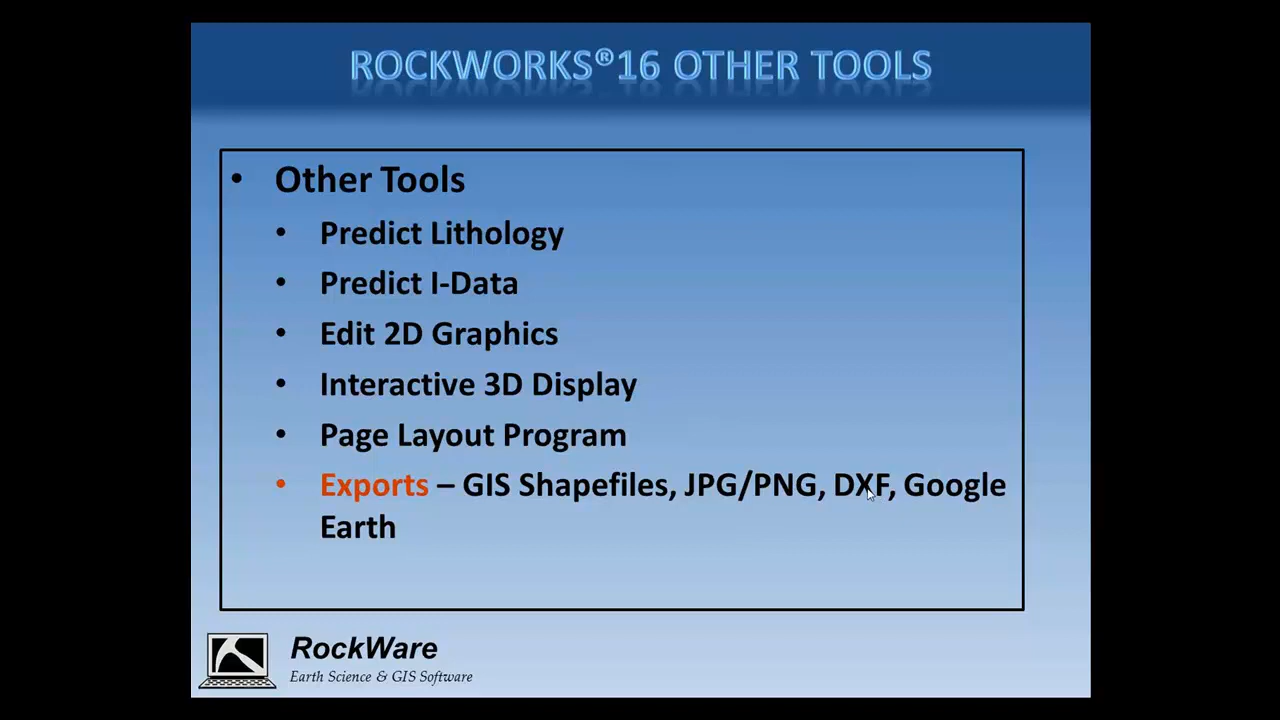 ROCKWORKS®16 OTHER TOOLS
• Other Tools
• Predict Lithology
• Predict I-Data
• Edit 2D Graphics
• Interactive 3D Display
• Page Layout Program
• Exports – GIS Shapefiles, JPG/PNG, DXF, Google
Earth
RockWare
Earth Science & GIS Software